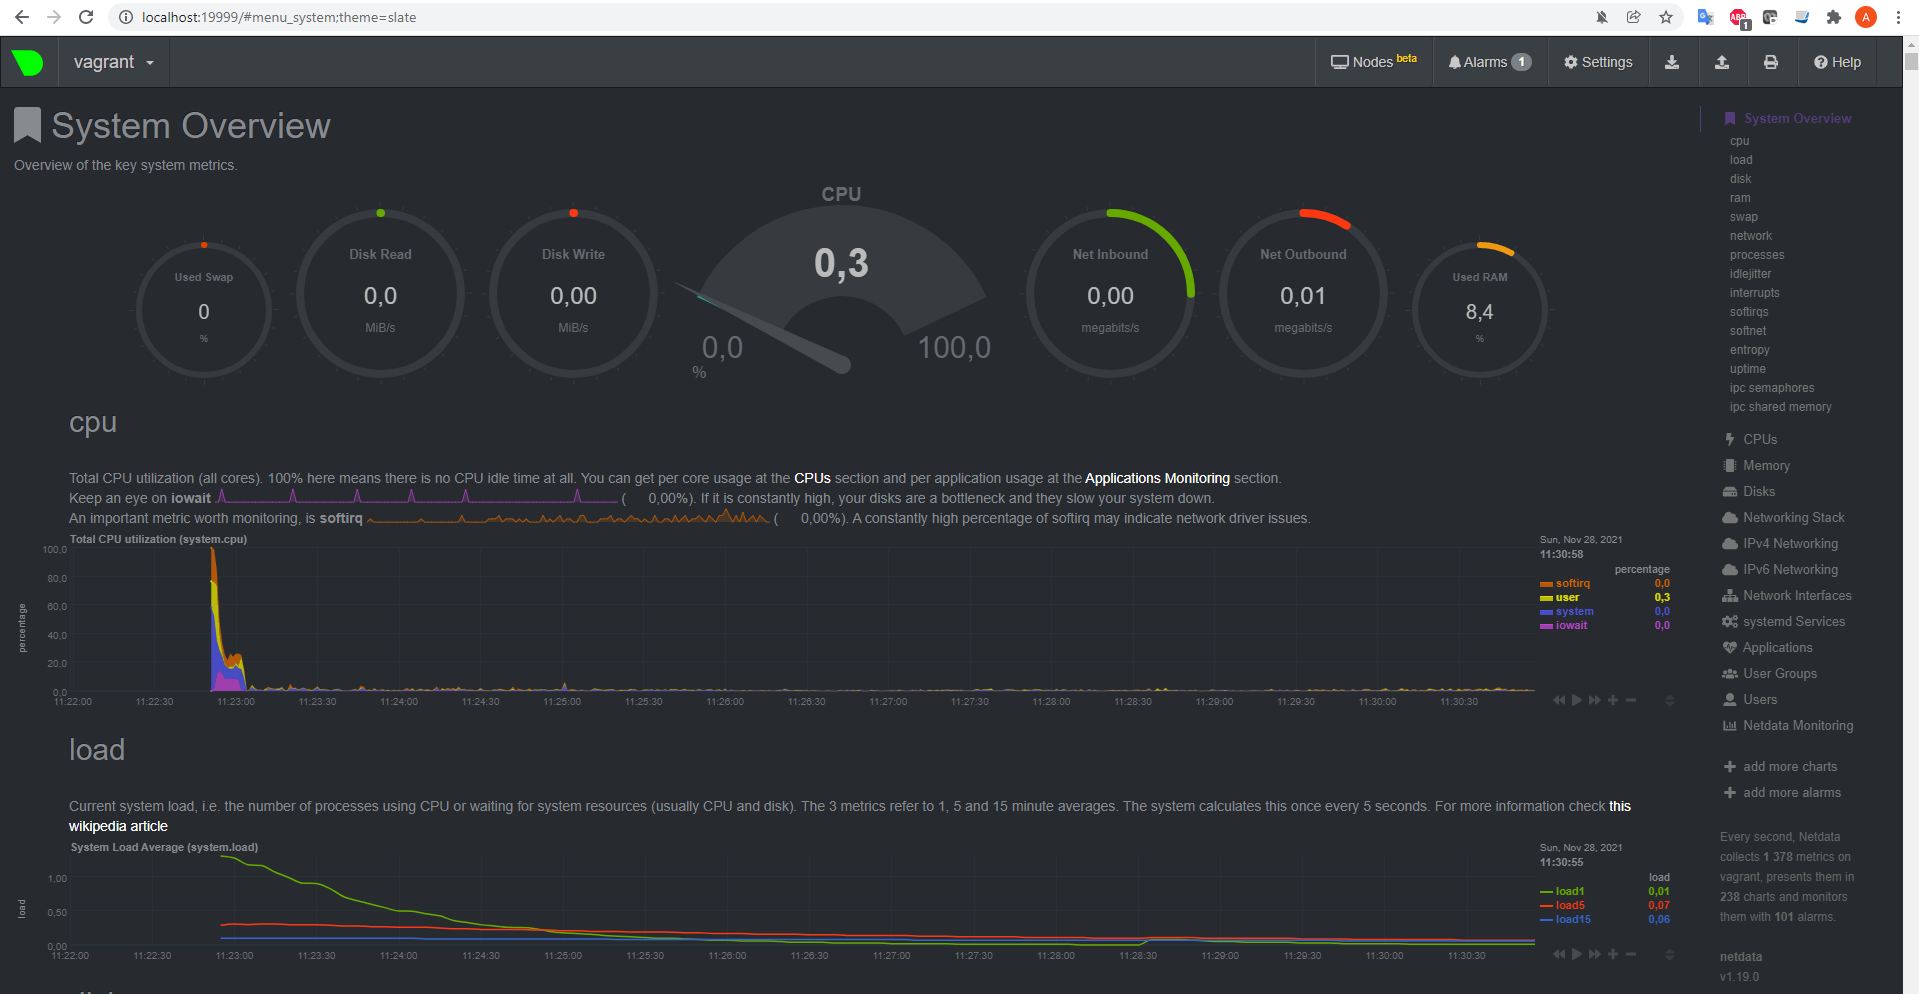 localhost:19999/#menu_system;theme=slate
ABP
1
A
vagrant
Nodes beta
Alarms 1
Settings
Help
System Overview
Overview of the key system metrics.
Used Swap
0
%
Disk Read
0,0
MiB/s
Disk Write
0,00
MiB/s
CPU
0,3
0,0
100,0
%
Net Inbound
0,00
megabits/s
Net Outbound
0,01
megabits/s
Used RAM
8,4
%
cpu
Total CPU utilization (all cores). 100% here means there is no CPU idle time at all. You can get per core usage at the CPUs section and per application usage at the Applications Monitoring section.
Keep an eye on iowait ( 0,00%). If it is constantly high, your disks are a bottleneck and they slow your system down.
An important metric worth monitoring, is softirq ( 0,00%). A constantly high percentage of softirq may indicate network driver issues.
Total CPU utilization (system.cpu)
percentage
100,0
80,0
60,0
40,0
20,0
0,0
11:22:00 11:22:30 11:23:00 11:23:30 11:24:00 11:24:30 11:25:00 11:25:30 11:26:00 11:26:30 11:27:00 11:27:30 11:28:00 11:28:30 11:29:00 11:29:30 11:30:00 11:30:30
Sun, Nov 28, 2021
11:30:58
percentage
softirq 0,0
user 0,3
system 0,0
iowait 0,0
load
Current system load, i.e. the number of processes using CPU or waiting for system resources (usually CPU and disk). The 3 metrics refer to 1, 5 and 15 minute averages. The system calculates this once every 5 seconds. For more information check this
wikipedia article
System Load Average (system.load)
load
1,00
0,50
0,00
11:22:00 11:22:30 11:23:00 11:23:30 11:24:00 11:24:30 11:25:00 11:25:30 11:26:00 11:26:30 11:27:00 11:27:30 11:28:00 11:28:30 11:29:00 11:29:30 11:30:00 11:30:30
Sun, Nov 28, 2021
11:30:55
load
load1 0,01
load5 0,07
load15 0,06
System Overview
cpu
load
disk
ram
swap
network
processes
idlejitter
interrupts
softirqs
softnet
entropy
uptime
ipc semaphores
ipc shared memory
CPUs
Memory
Disks
Networking Stack
IPv4 Networking
IPv6 Networking
Network Interfaces
systemd Services
Applications
User Groups
Users
Netdata Monitoring
add more charts
add more alarms
Every second, Netdata
collects 1 378 metrics on
vagrant, presents them in
238 charts and monitors
them with 101 alarms.
netdata
v1.19.0